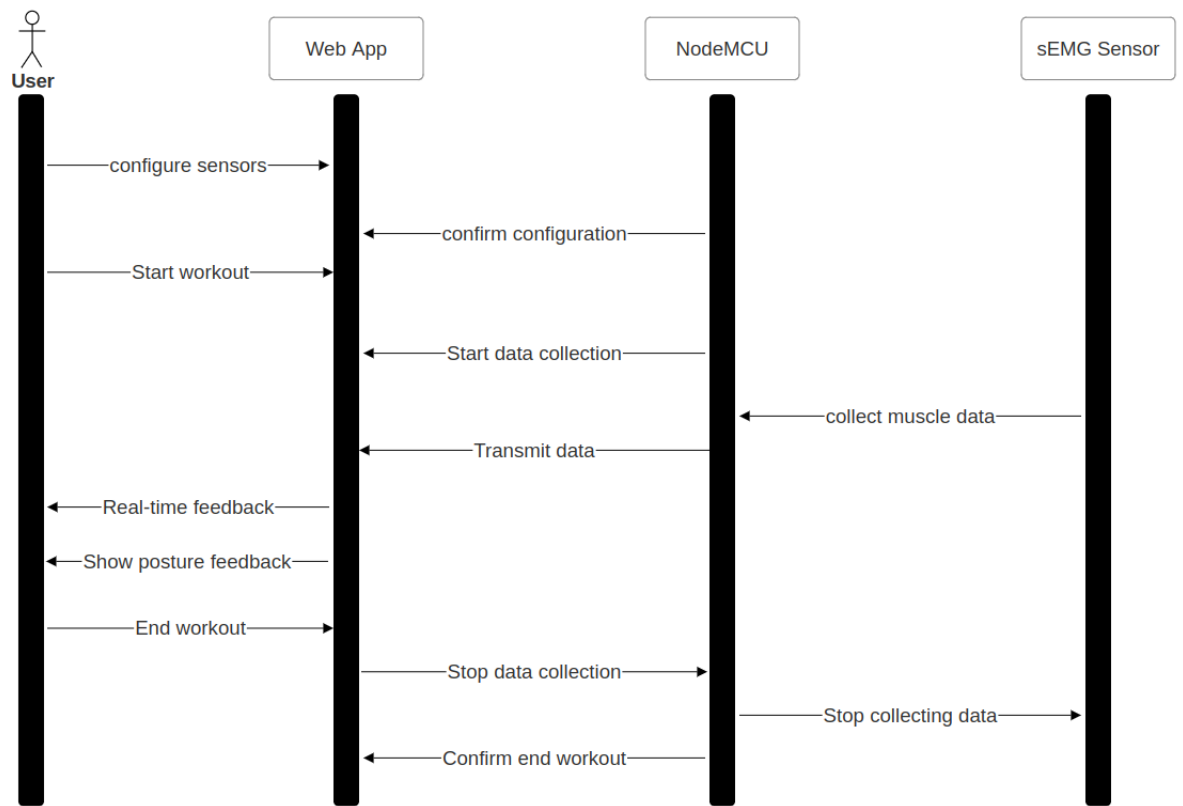 User
Web App
NodeMCU
sEMG Sensor
configure sensors
confirm configuration
Start workout
Start data collection
collect muscle data
Transmit data
Real-time feedback
Show posture feedback
End workout
Stop data collection
Stop collecting data
Confirm end workout